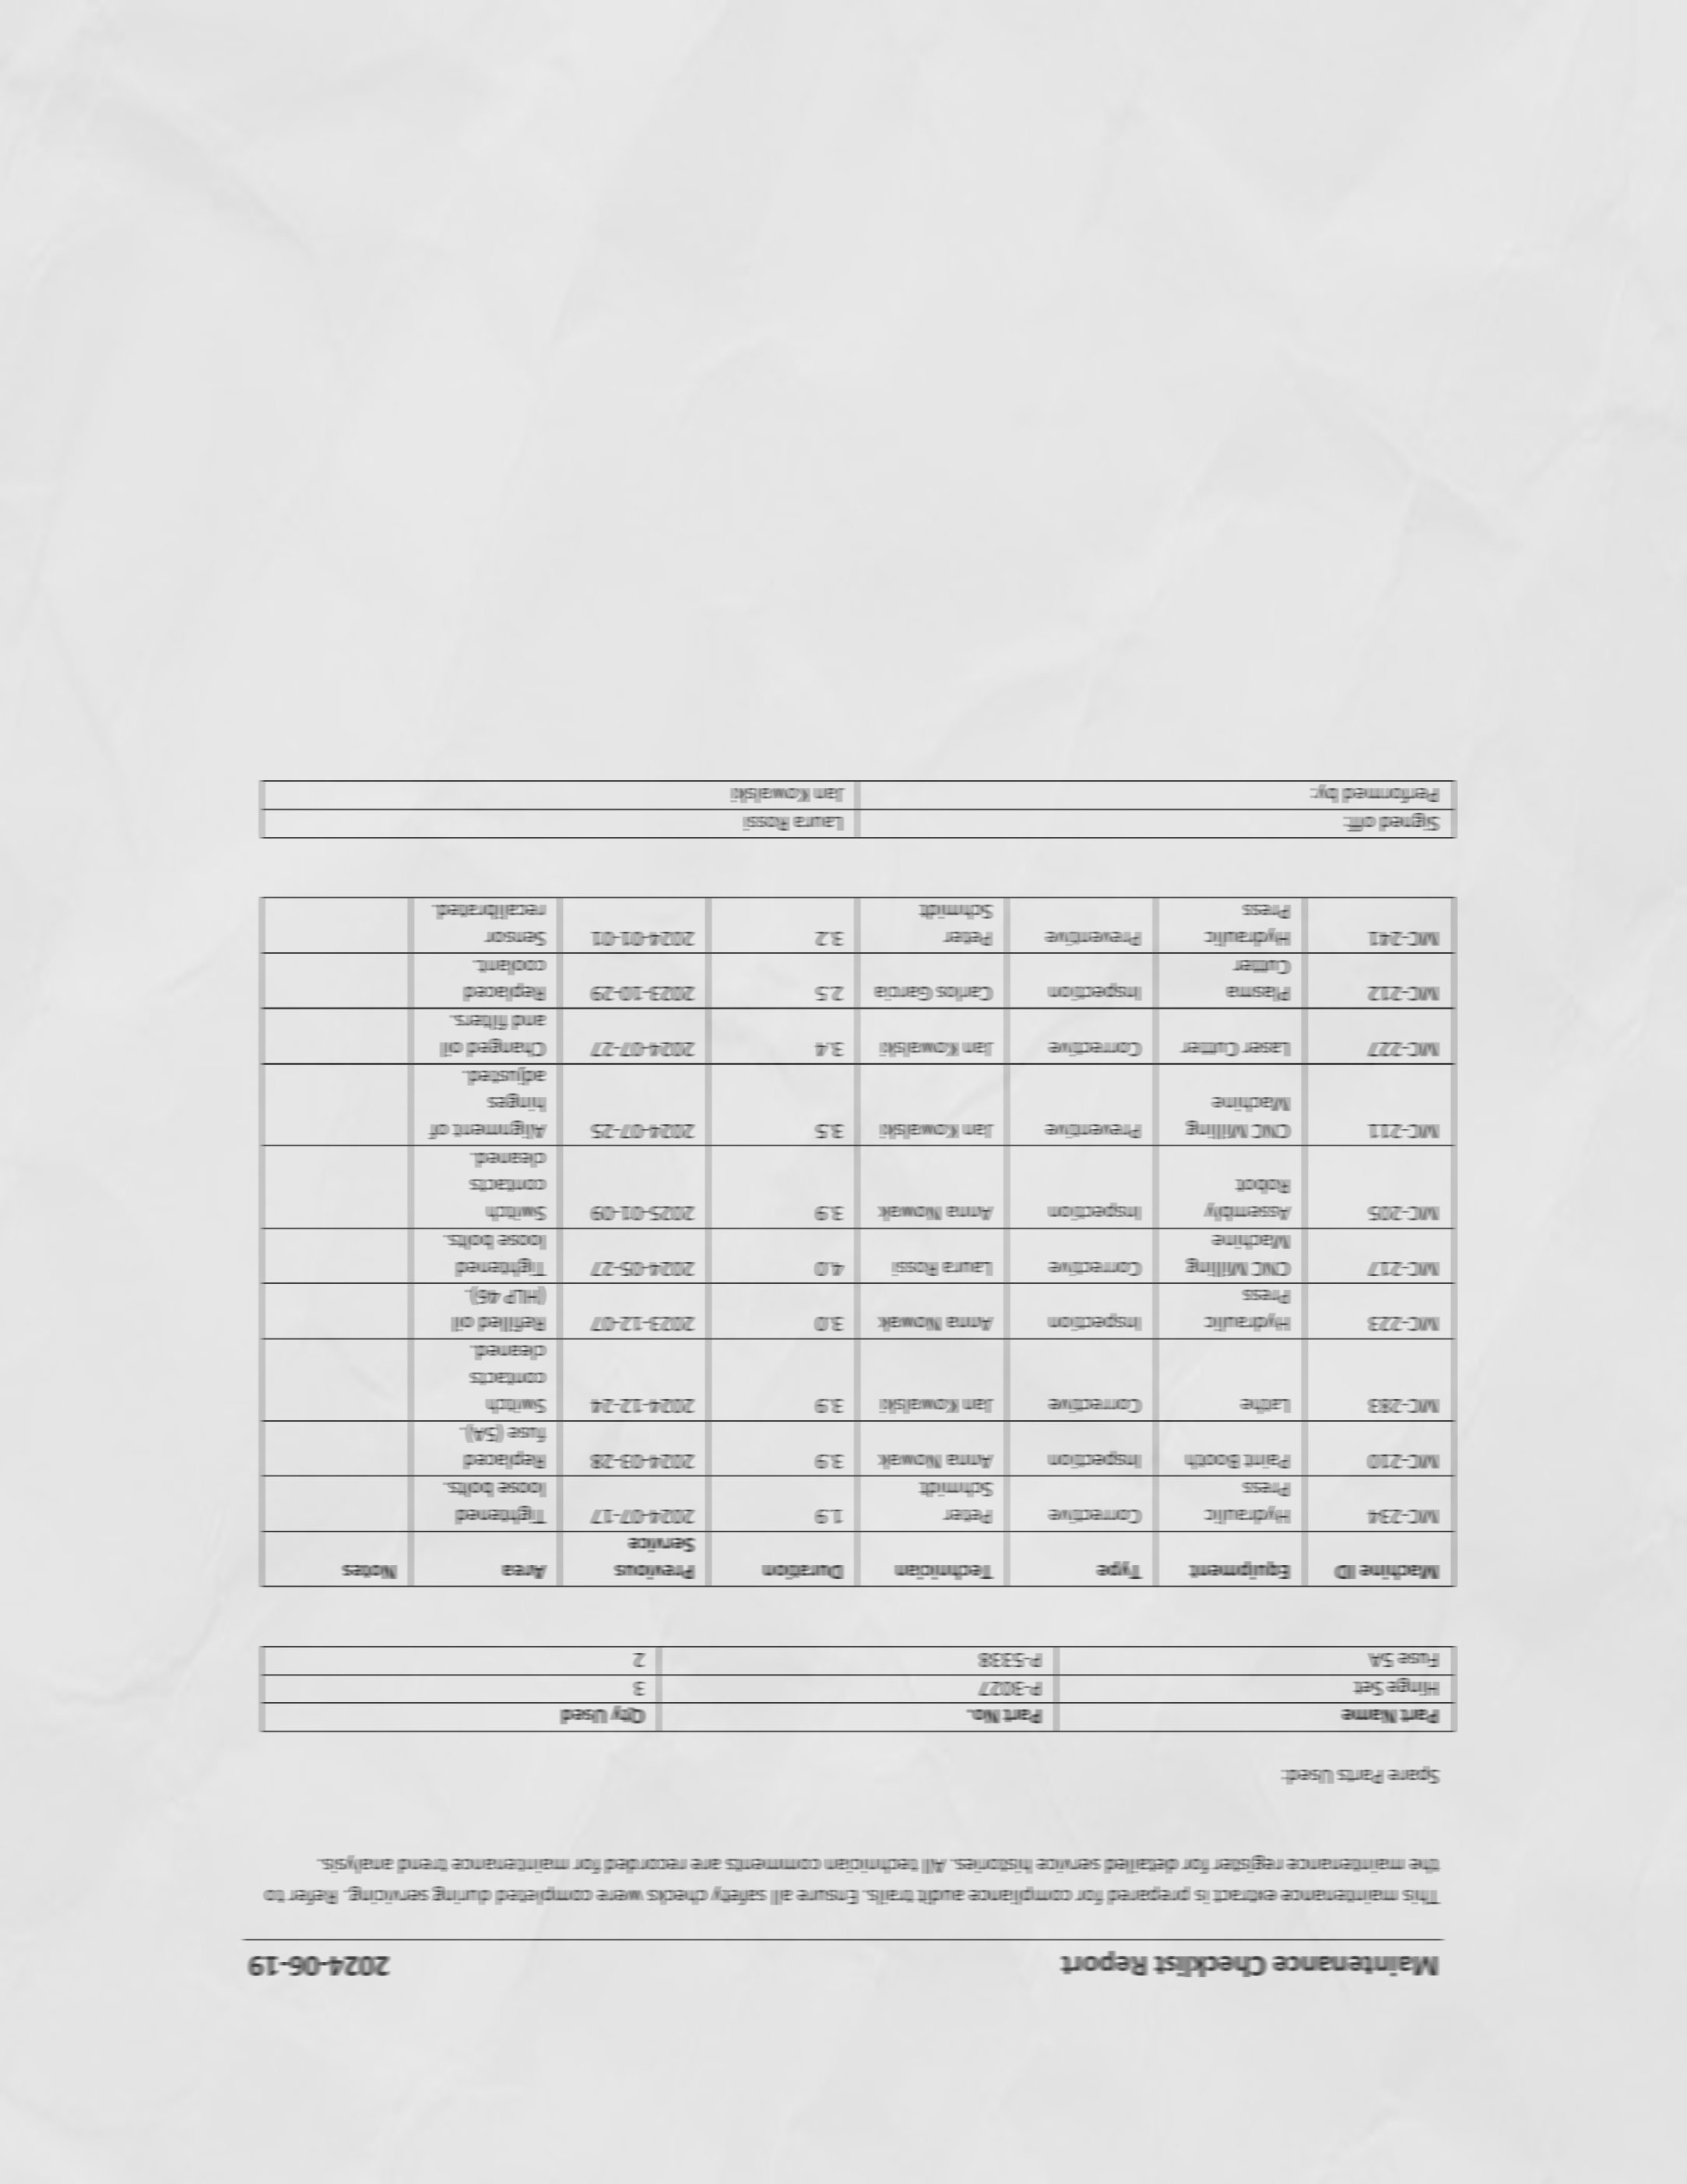 Maintenance Checklist Report 2024-06-19
This maintenance extract is prepared for compliance audit trails. Ensure all safety checks were completed during servicing. Refer to
the maintenance register for detailed service histories. All technician comments are recorded for maintenance trend analysis.
Spare Parts Used:
Part Name Part No. Qty Used
Hinge Set P-3027 3
Fuse 5A P-5338 2
Machine ID Equipment Type Technician Duration Previous Service Area Notes
MC-234 Hydraulic Press Corrective Peter Schmidt 1.9 2024-07-17 Tightened loose bolts.
MC-210 Paint Booth Inspection Anna Nowak 3.9 2024-03-28 Replaced fuse (5A).
MC-283 Lathe Corrective Jan Kowalski 3.9 2024-12-24 Switch contacts cleaned.
MC-223 Hydraulic Press Inspection Anna Nowak 3.0 2023-12-07 Refilled oil (HLP 46).
MC-217 CNC Milling Machine Corrective Laura Rossi 4.0 2024-05-27 Tightened loose bolts.
MC-205 Assembly Robot Inspection Anna Nowak 3.9 2025-01-09 Switch contacts cleaned.
MC-211 CNC Milling Machine Preventive Jan Kowalski 3.5 2024-07-25 Alignment of hinges adjusted.
MC-227 Laser Cutter Corrective Jan Kowalski 3.4 2024-07-27 Changed oil and filters.
MC-212 Plasma Cutter Inspection Carlos Garcia 2.5 2023-10-29 Replaced coolant.
MC-241 Hydraulic Press Preventive Peter Schmidt 3.2 2024-01-01 Sensor recalibrated.
Signed off: Laura Rossi
Performed by: Jan Kowalski